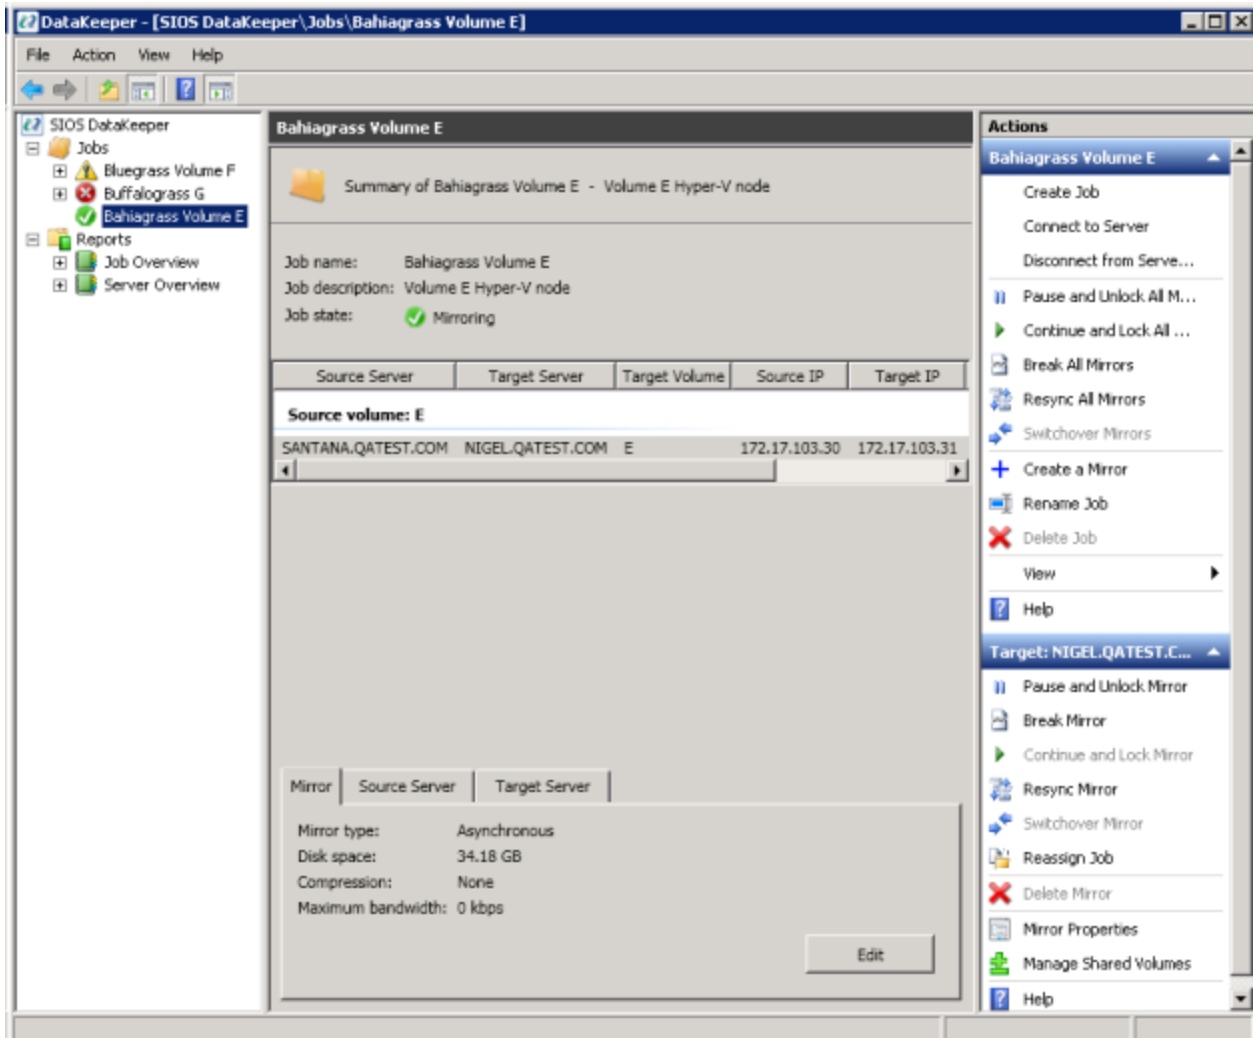 DataKeeper - [SIOS DataKeeper\Jobs\Bahiagrass Volume E]
File Action View Help
SIOS DataKeeper
Jobs
Bluegrass Volume F
Buffalograss G
Bahiagrass Volume E
Reports
Job Overview
Server Overview
Bahiagrass Volume E
Summary of Bahiagrass Volume E - Volume E Hyper-V node
Job name: Bahiagrass Volume E
Job description: Volume E Hyper-V node
Job state: Mirroring
Source Server Target Server Target Volume Source IP Target IP
Source volume: E
SANTANA.QATEST.COM NIGEL.QATEST.COM E 172.17.103.30 172.17.103.31
Mirror Source Server Target Server
Mirror type: Asynchronous
Disk space: 34.18 GB
Compression: None
Maximum bandwidth: 0 kbps
Edit
Actions
Bahiagrass Volume E
Create Job
Connect to Server
Disconnect from Serve...
Pause and Unlock All M...
Continue and Lock All ...
Break All Mirrors
Resync All Mirrors
Switchover Mirrors
Create a Mirror
Rename Job
Delete Job
View
Help
Target: NIGEL.QATEST.C...
Pause and Unlock Mirror
Break Mirror
Continue and Lock Mirror
Resync Mirror
Switchover Mirror
Reassign Job
Delete Mirror
Mirror Properties
Manage Shared Volumes
Help